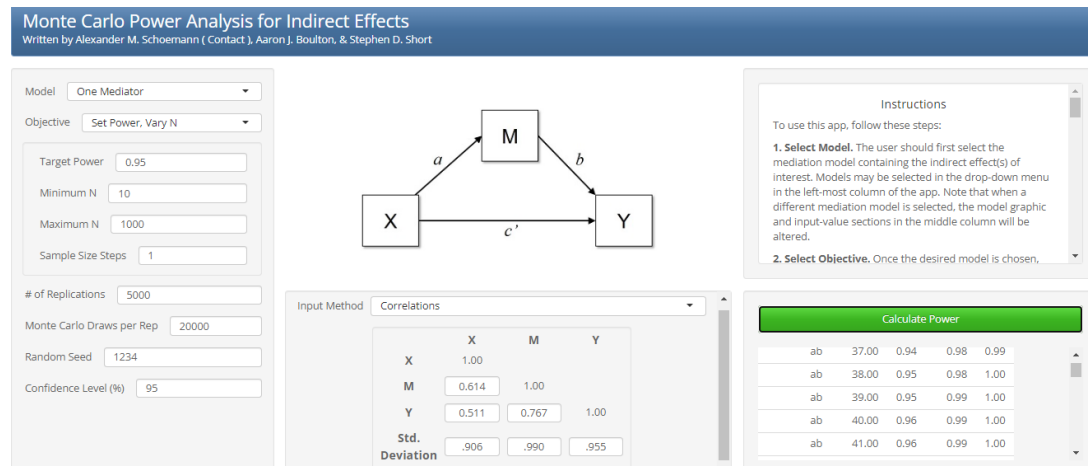 Monte Carlo Power Analysis for Indirect Effects
Written by Alexander M. Schoemann ( Contact ), Aaron J. Boulton, & Stephen D. Short
Model One Mediator
Objective Set Power, Vary N
Target Power 0.95
Minimum N 10
Maximum N 1000
Sample Size Steps 1
# of Replications 5000
Monte Carlo Draws per Rep 20000
Random Seed 1234
Confidence Level (%) 95
M
a
b
X
Y
c'
Input Method Correlations
X M Y
X 1.00
M 0.614 1.00
Y 0.511 0.767 1.00
Std.
Deviation .906 .990 .955
Instructions
To use this app, follow these steps:
1. Select Model. The user should first select the
mediation model containing the indirect effect(s) of
interest. Models may be selected in the drop-down menu
in the left-most column of the app. Note that when a
different mediation model is selected, the model graphic
and input-value sections in the middle column will be
altered.
2. Select Objective. Once the desired model is chosen,
Calculate Power
ab 37.00 0.94 0.98 0.99
ab 38.00 0.95 0.98 1.00
ab 39.00 0.95 0.99 1.00
ab 40.00 0.96 0.99 1.00
ab 41.00 0.96 0.99 1.00